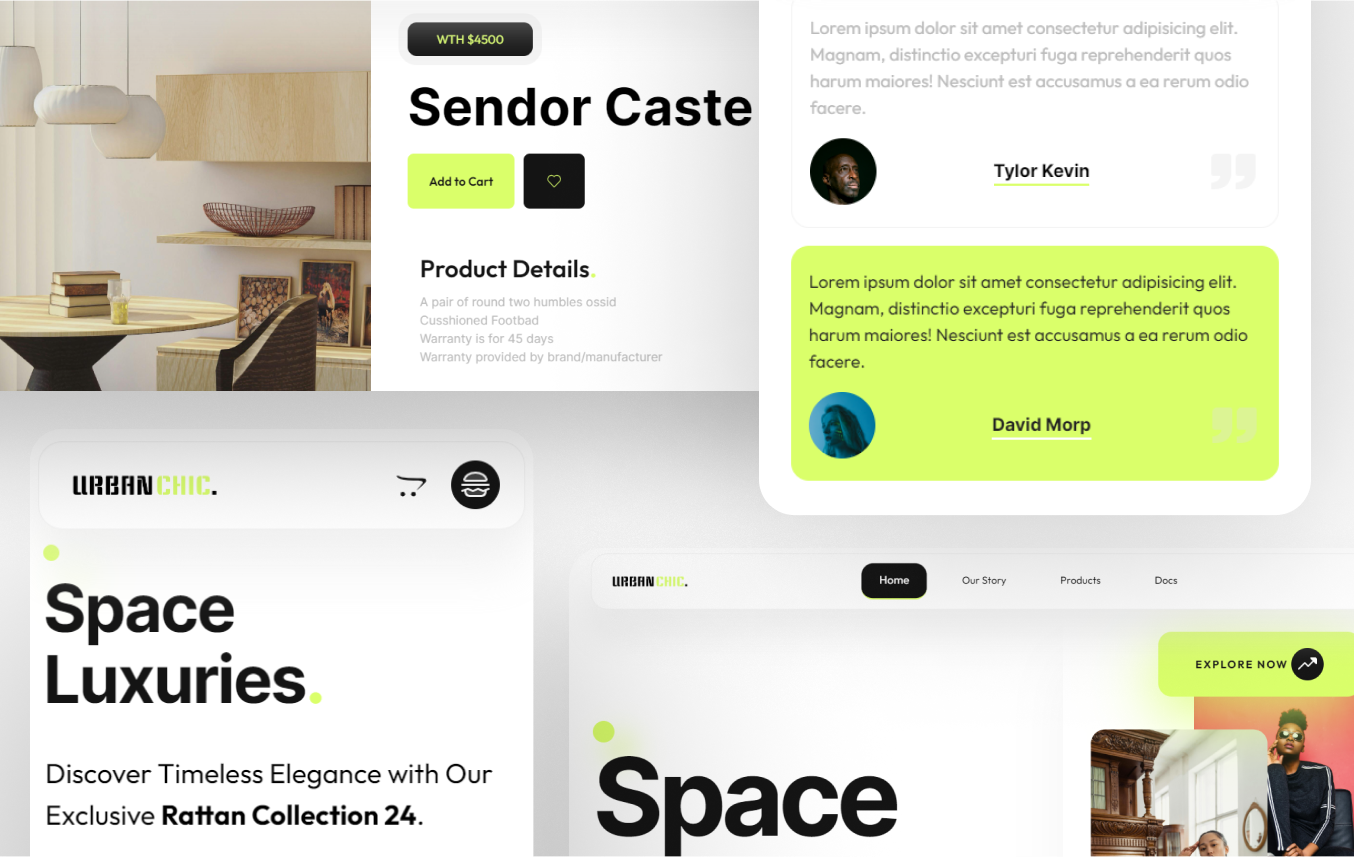 WTH $4500
Sendor Caste
Add to Cart
Product Details.
A pair of round two humbles ossid
Cusshioned Footbad
Warranty is for 45 days
Warranty provided by brand/manufacturer
Lorem ipsum dolor sit amet consectetur adipisicing elit.
Magnam, distinctio excepturi fuga reprehenderit quos
harum maiores! Nesciunt est accusamus a ea rerum odio
facere.
Tylor Kevin
Lorem ipsum dolor sit amet consectetur adipisicing elit.
Magnam, distinctio excepturi fuga reprehenderit quos
harum maiores! Nesciunt est accusamus a ea rerum odio
facere.
David Morp
URBANCHIC.
Space
Luxuries.
Discover Timeless Elegance with Our
Exclusive Rattan Collection 24.
URBANCHIC.
Home
Our Story
Products
Docs
EXPLORE NOW
Space